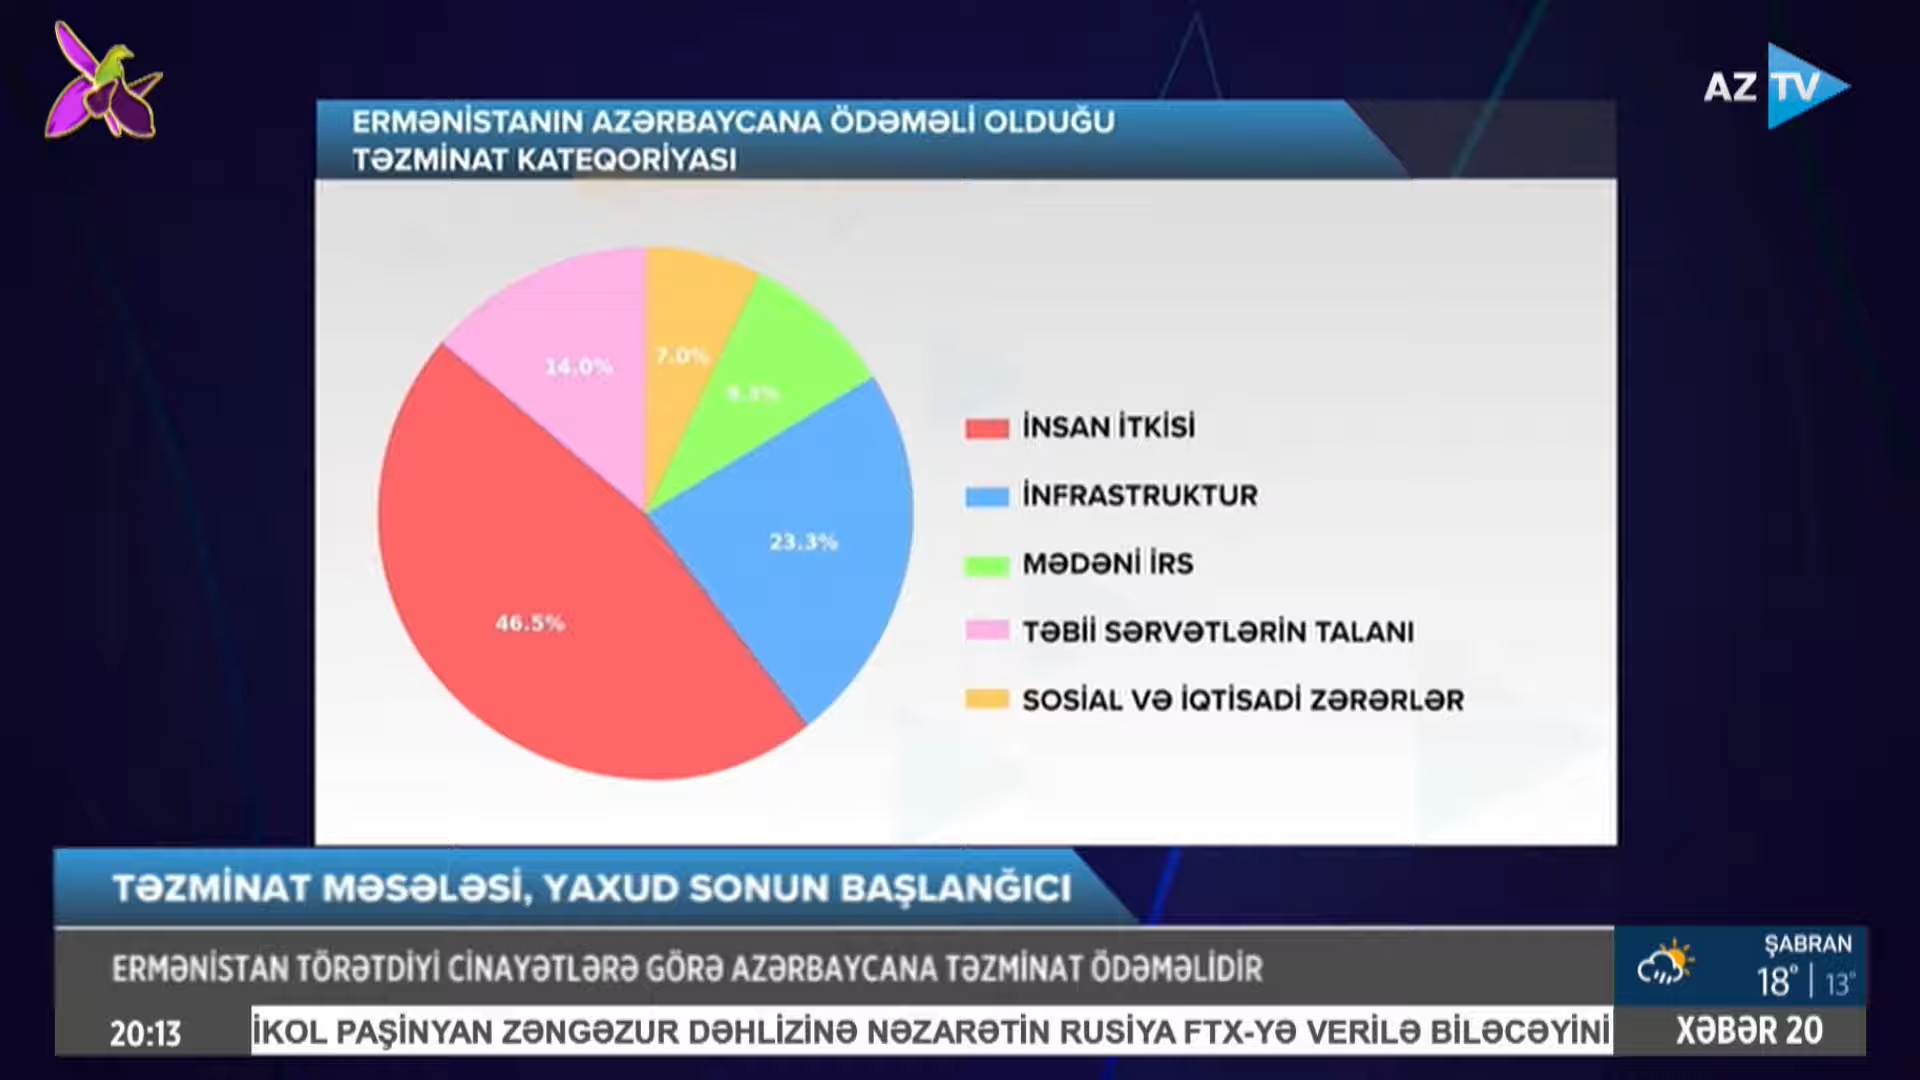 AZ TV
ERMƏNİSTANIN AZƏRBAYCANA ÖDƏMƏLİ OLDUĞU
TƏZMİNAT KATEQORİYASI
14.0%
7.0%
9.3%
23.3%
46.5%
İNSAN İTKİSİ
İNFRASTRUKTUR
MƏDƏNİ İRS
TƏBİİ SƏRVƏTLƏRİN TALANI
SOSİAL VƏ İQTİSADİ ZƏRƏRLƏR
TƏZMİNAT MƏSƏLƏSİ, YAXUD SONUN BAŞLANĞICI
ERMƏNİSTAN TÖRƏTDİYİ CİNAYƏTLƏRƏ GÖRƏ AZƏRBAYCANA TƏZMİNAT ÖDƏMƏLİDİR
ŞABRAN
18° | 13°
20:13
İKOL PAŞİNYAN ZƏNGƏZUR DƏHLİZİNƏ NƏZARƏTİN RUSİYA FTX-YƏ VERİLƏ BİLƏCƏYİNİ
XƏBƏR 20